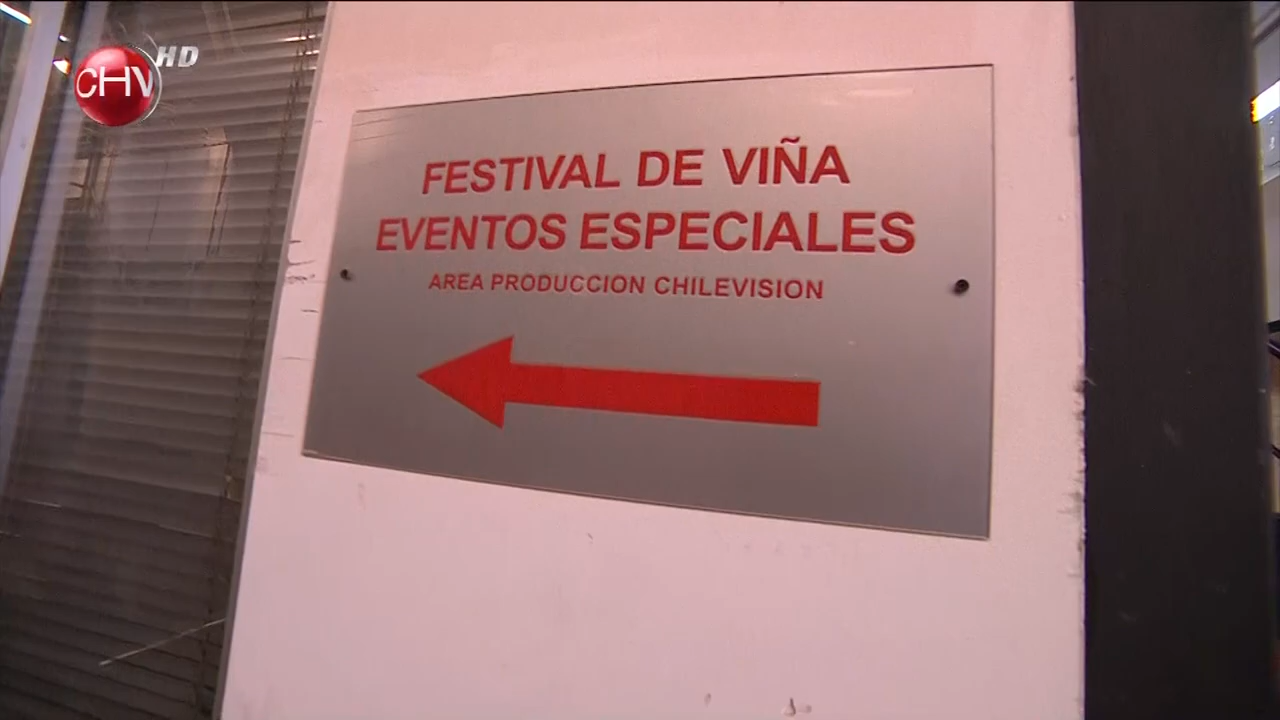 CHV HD
FESTIVAL DE VIÑA
EVENTOS ESPECIALES
AREA PRODUCCION CHILEVISION